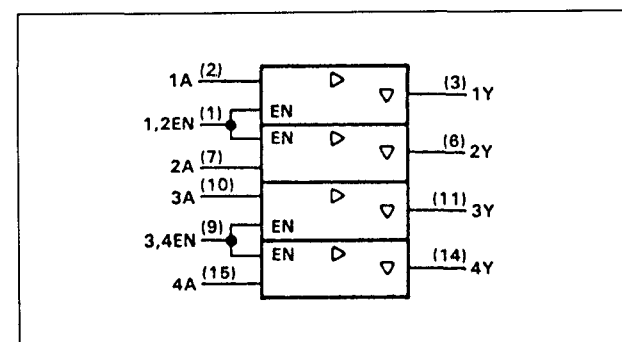 1A (2) (3) 1Y
1,2EN (1) EN
EN (6) 2Y
2A (7)
3A (10) (11) 3Y
3,4EN (9) EN
EN (14) 4Y
4A (15)